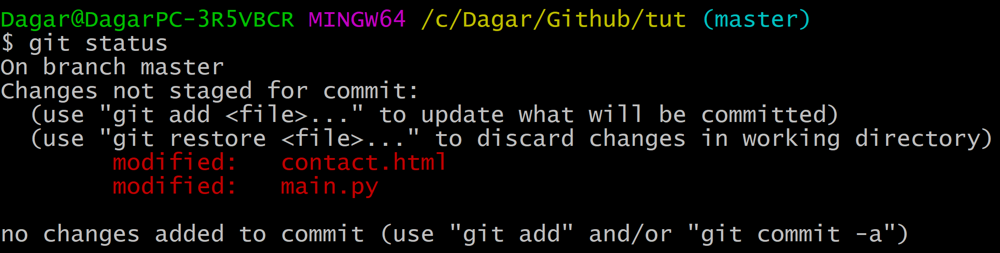 Dagar@DagarPC-3R5VBCR MINGW64 /c/Dagar/Github/tut (master)
$ git status
On branch master
Changes not staged for commit:
  (use "git add <file>..." to update what will be committed)
  (use "git restore <file>..." to discard changes in working directory)
        modified:   contact.html
        modified:   main.py

no changes added to commit (use "git add" and/or "git commit -a")